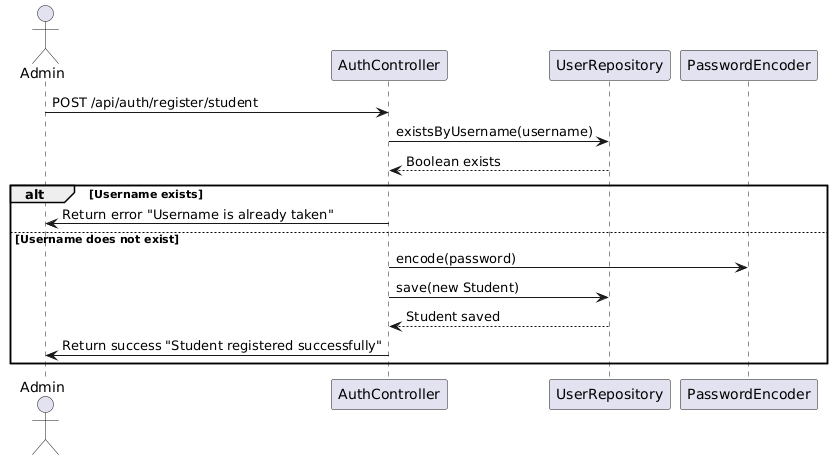 Admin
AuthController
UserRepository
PasswordEncoder
POST /api/auth/register/student
existsByUsername(username)
Boolean exists
alt
[Username exists]
Return error "Username is already taken"
[Username does not exist]
encode(password)
save(new Student)
Student saved
Return success "Student registered successfully"
Admin
AuthController
UserRepository
PasswordEncoder